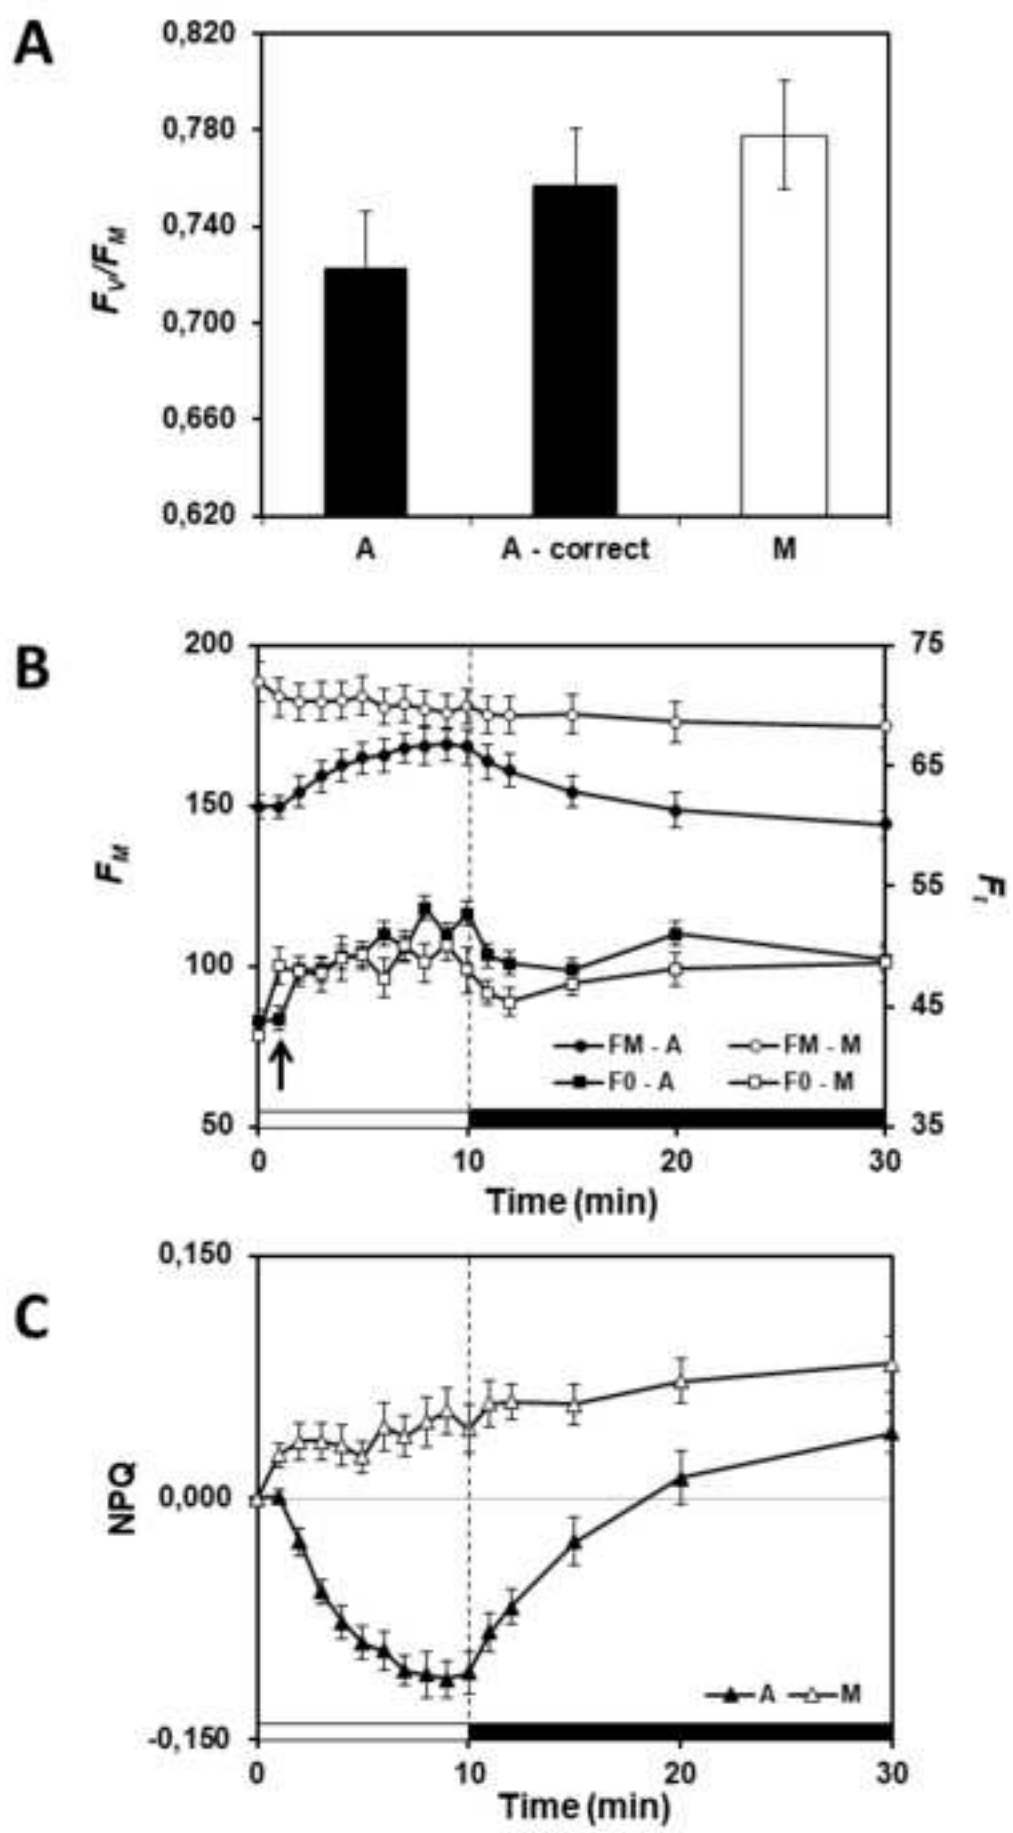 A
0,820
0,780
0,740
0,700
0,660
0,620
FV/FM
A
A - correct
M
B
200
150
100
50
FM
75
65
55
45
35
FI
FM - A
FM - M
F0 - A
F0 - M
0
10
20
30
Time (min)
C
0,150
0,000
-0,150
NPQ
A
M
0
10
20
30
Time (min)